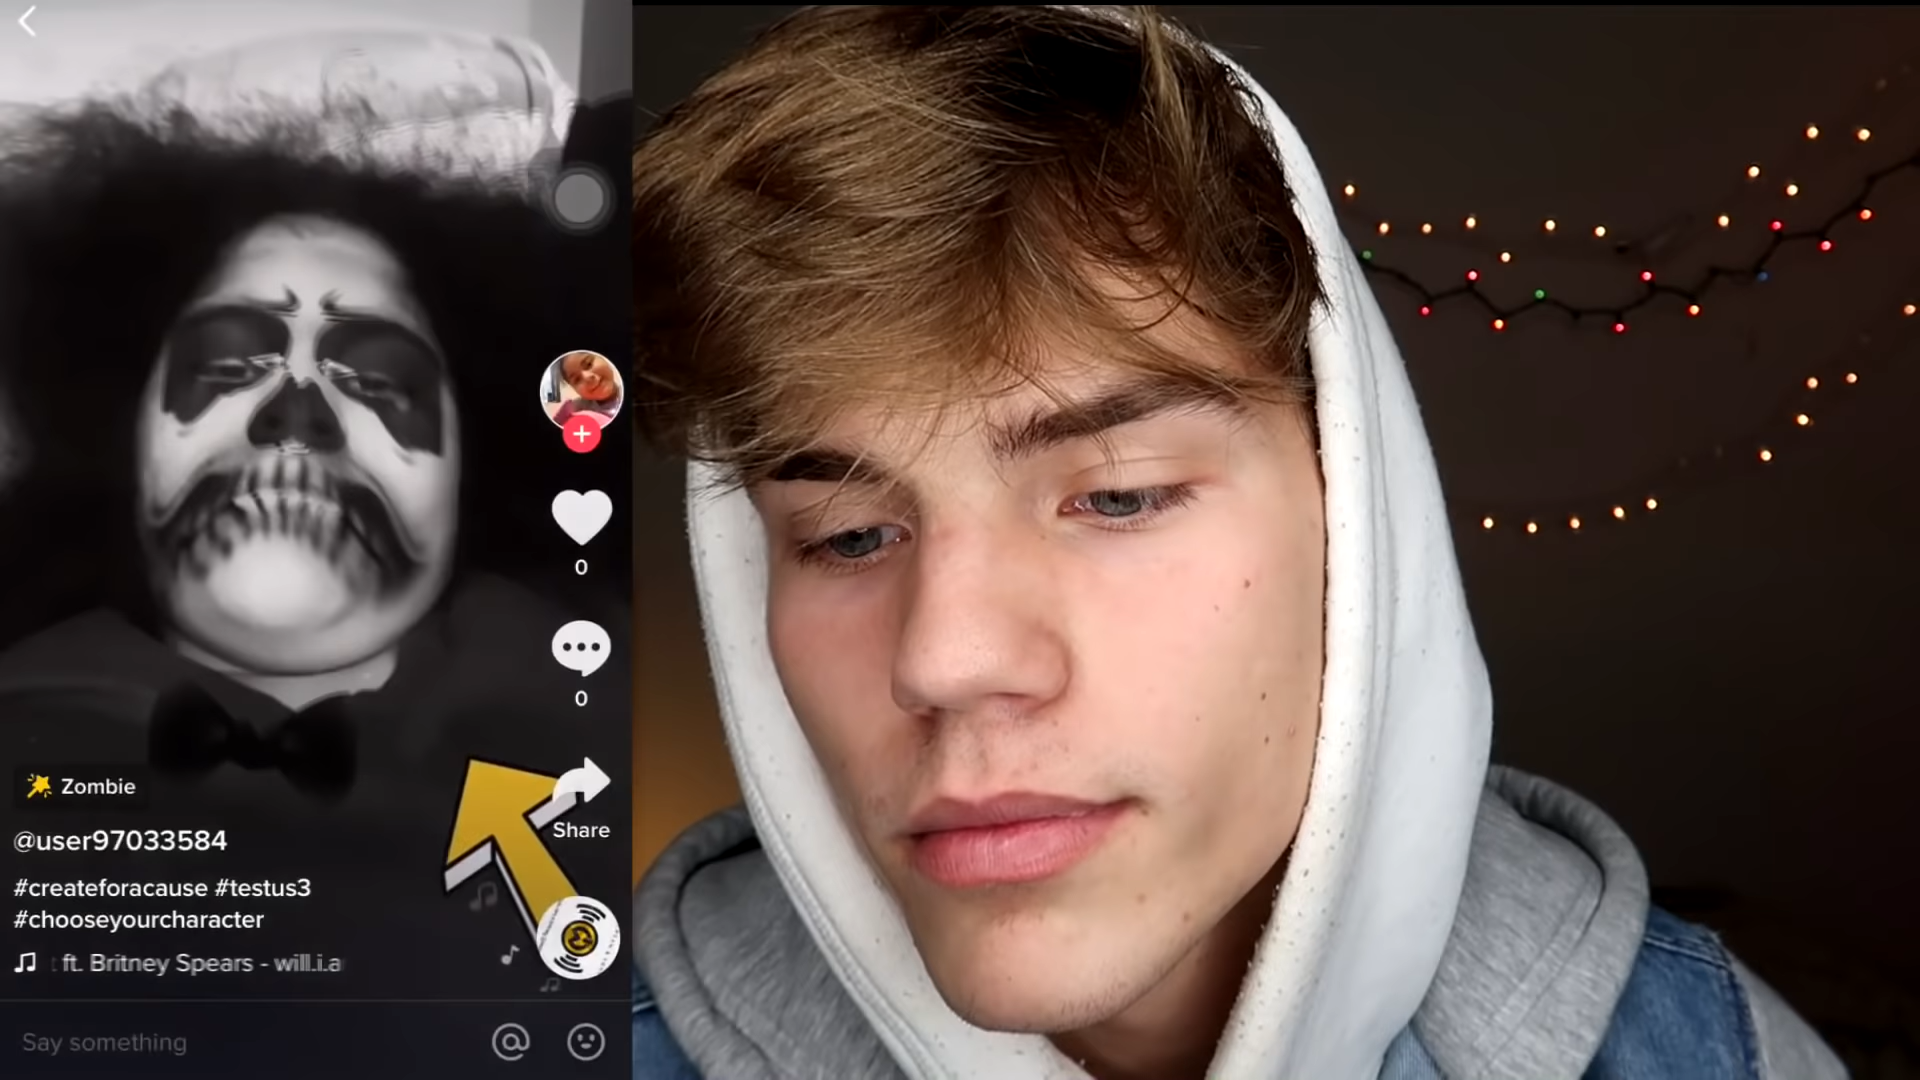 Zombie
@user97033584
#createforacause #testus3
#chooseyourcharacter
ft. Britney Spears - will.i.a
Say something
0
0
Share